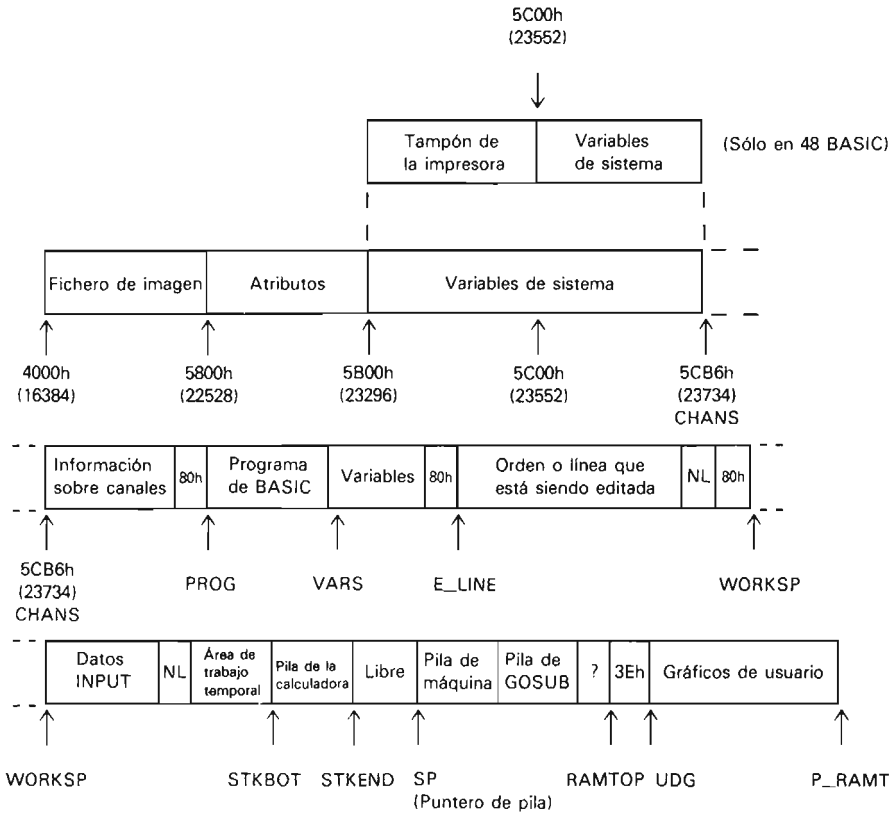 5C00h
(23552)
Tampón de
la impresora
Variables
de sistema
(Sólo en 48 BASIC)
Fichero de imagen
Atributos
Variables de sistema
4000h
(16384)
5800h
(22528)
5B00h
(23296)
5C00h
(23552)
5CB6h
(23734)
CHANS
Información
sobre canales
80h
Programa
de BASIC
Variables
80h
Orden o línea que
está siendo editada
NL
80h
5CB6h
(23734)
CHANS
PROG
VARS
E_LINE
WORKSP
Datos
INPUT
NL
Área de
trabajo
temporal
Pila de la
calculadora
Libre
Pila de
máquina
Pila de
GOSUB
?
3Eh
Gráficos de usuario
WORKSP
STKBOT
STKEND
SP
(Puntero de pila)
RAMTOP
UDG
P_RAMT